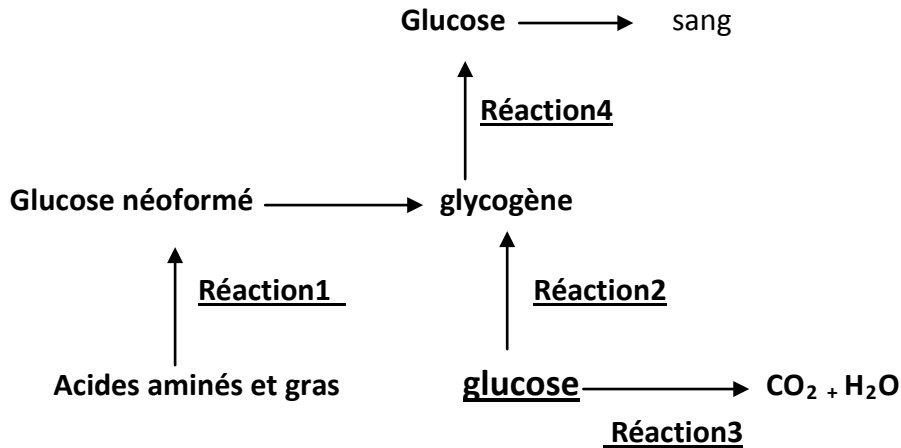 Glucose sang
Réaction4
Glucose néoformé glycogène
Réaction1 Réaction2
Acides aminés et gras glucose CO₂ + H₂O
Réaction3